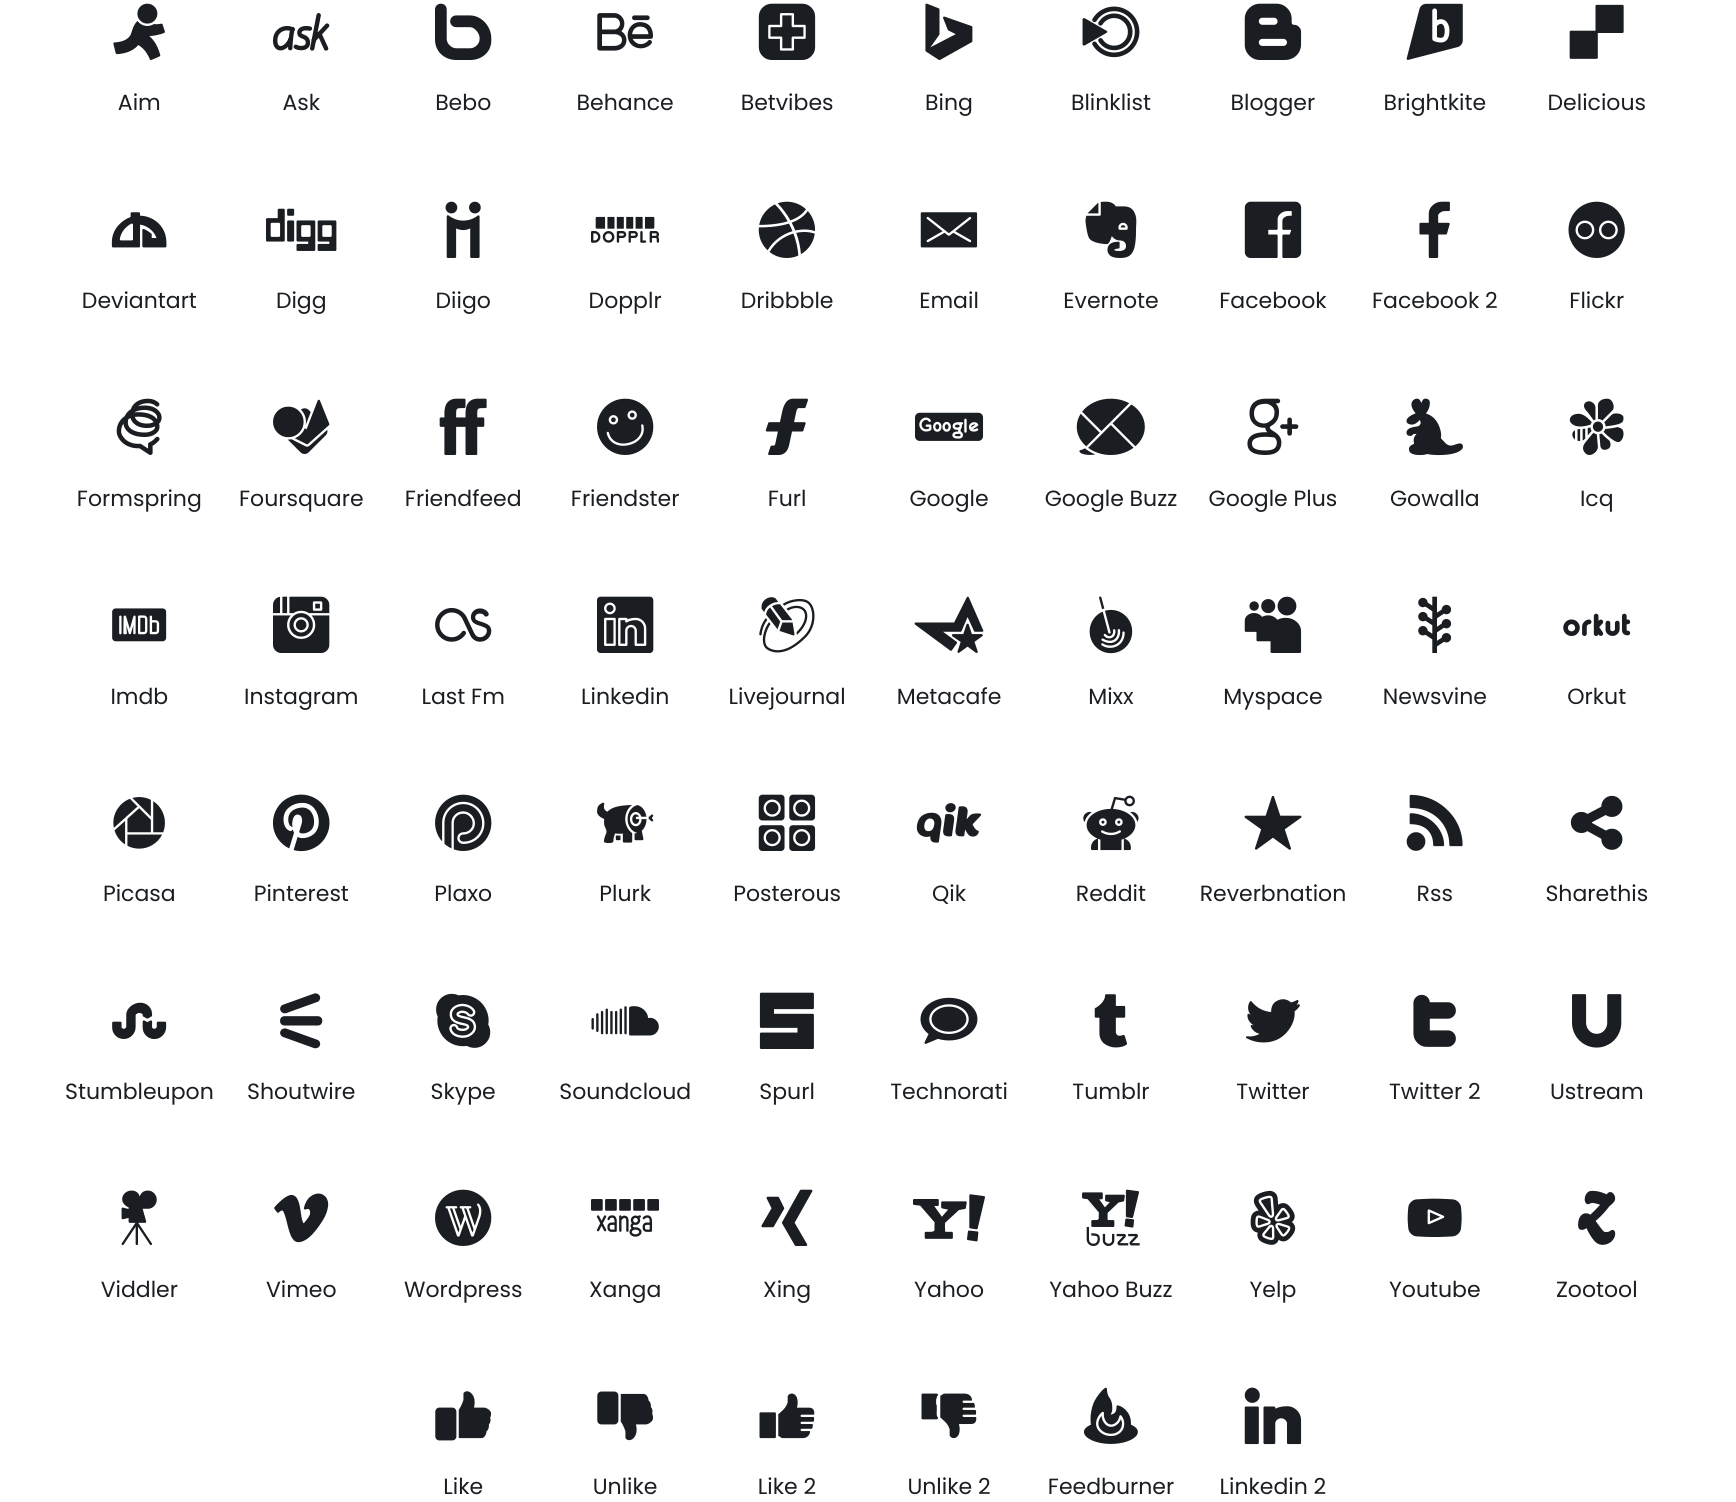 ask
Bē
b
Aim Ask Bebo Behance Betvibes Bing Blinklist Blogger Brightkite Delicious
digg DOPPLR
Deviantart Digg Diigo Dopplr Dribbble Email Evernote Facebook Facebook 2 Flickr
ff Google g+
Formspring Foursquare Friendfeed Friendster Furl Google Google Buzz Google Plus Gowalla Icq
IMDb in orkut
Imdb Instagram Last Fm Linkedin Livejournal Metacafe Mixx Myspace Newsvine Orkut
qik
Picasa Pinterest Plaxo Plurk Posterous Qik Reddit Reverbnation Rss Sharethis
S t t U
Stumbleupon Shoutwire Skype Soundcloud Spurl Technorati Tumblr Twitter Twitter 2 Ustream
W xanga Y! Y! buzz
Viddler Vimeo Wordpress Xanga Xing Yahoo Yahoo Buzz Yelp Youtube Zootool
in
Like Unlike Like 2 Unlike 2 Feedburner Linkedin 2